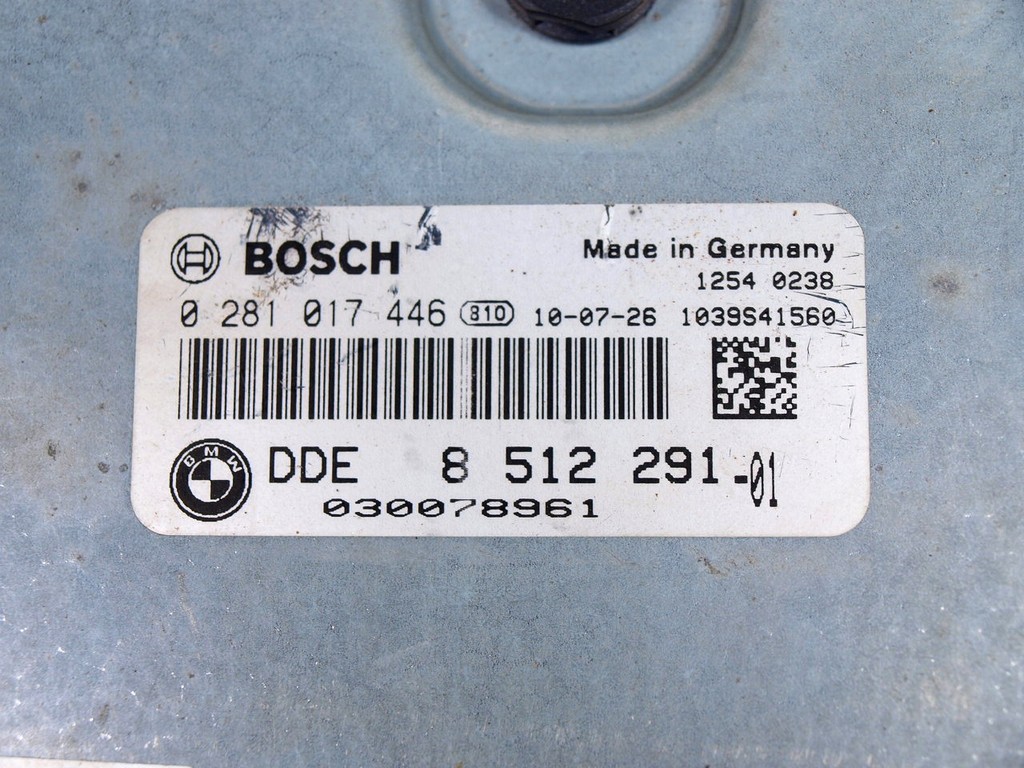 BOSCH Made in Germany
1254 0238
0 281 017 446 810 10-07-26 1039S41560
BMW DDE 8 512 291-01
030078961